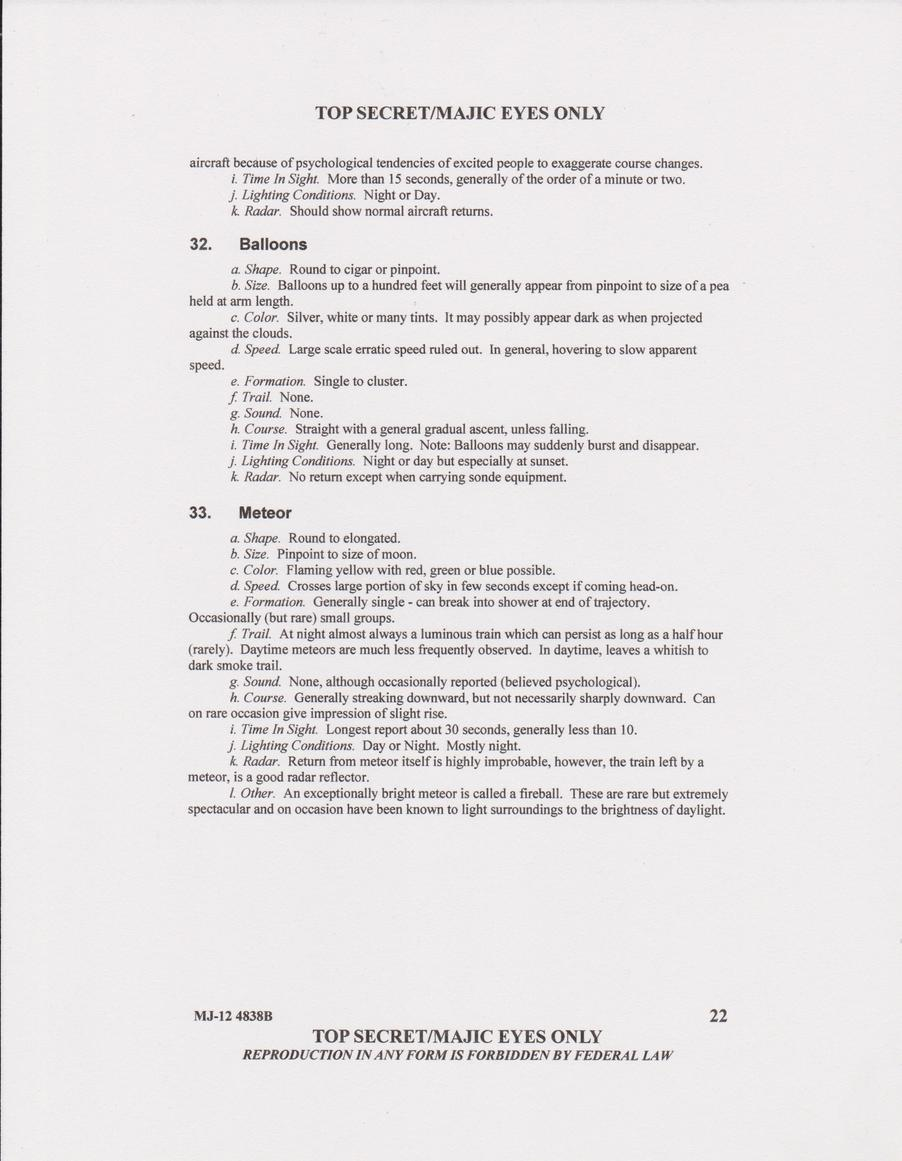 TOP SECRET/MAJIC EYES ONLY
aircraft because of psychological tendencies of excited people to exaggerate course changes.
i. Time In Sight. More than 15 seconds, generally of the order of a minute or two.
j. Lighting Conditions. Night or Day.
k. Radar. Should show normal aircraft returns.
32. Balloons
a. Shape. Round to cigar or pinpoint.
b. Size. Balloons up to a hundred feet will generally appear from pinpoint to size of a pea
held at arm length.
c. Color. Silver, white or many tints. It may possibly appear dark as when projected
against the clouds.
d. Speed. Large scale erratic speed ruled out. In general, hovering to slow apparent
speed.
e. Formation. Single to cluster.
f. Trail. None.
g. Sound. None.
h. Course. Straight with a general gradual ascent, unless falling.
i. Time In Sight. Generally long. Note: Balloons may suddenly burst and disappear.
j. Lighting Conditions. Night or day but especially at sunset.
k. Radar. No return except when carrying sonde equipment.
33. Meteor
a. Shape. Round to elongated.
b. Size. Pinpoint to size of moon.
c. Color. Flaming yellow with red, green or blue possible.
d. Speed. Crosses large portion of sky in few seconds except if coming head-on.
e. Formation. Generally single - can break into shower at end of trajectory.
Occasionally (but rare) small groups.
f. Trail. At night almost always a luminous train which can persist as long as a half hour
(rarely). Daytime meteors are much less frequently observed. In daytime, leaves a whitish to
dark smoke trail.
g. Sound. None, although occasionally reported (believed psychological).
h. Course. Generally streaking downward, but not necessarily sharply downward. Can
on rare occasion give impression of slight rise.
i. Time In Sight. Longest report about 30 seconds, generally less than 10.
j. Lighting Conditions. Day or Night. Mostly night.
k. Radar. Return from meteor itself is highly improbable, however, the train left by a
meteor, is a good radar reflector.
l. Other. An exceptionally bright meteor is called a fireball. These are rare but extremely
spectacular and on occasion have been known to light surroundings to the brightness of daylight.
MJ-12 4838B 22
TOP SECRET/MAJIC EYES ONLY
REPRODUCTION IN ANY FORM IS FORBIDDEN BY FEDERAL LAW